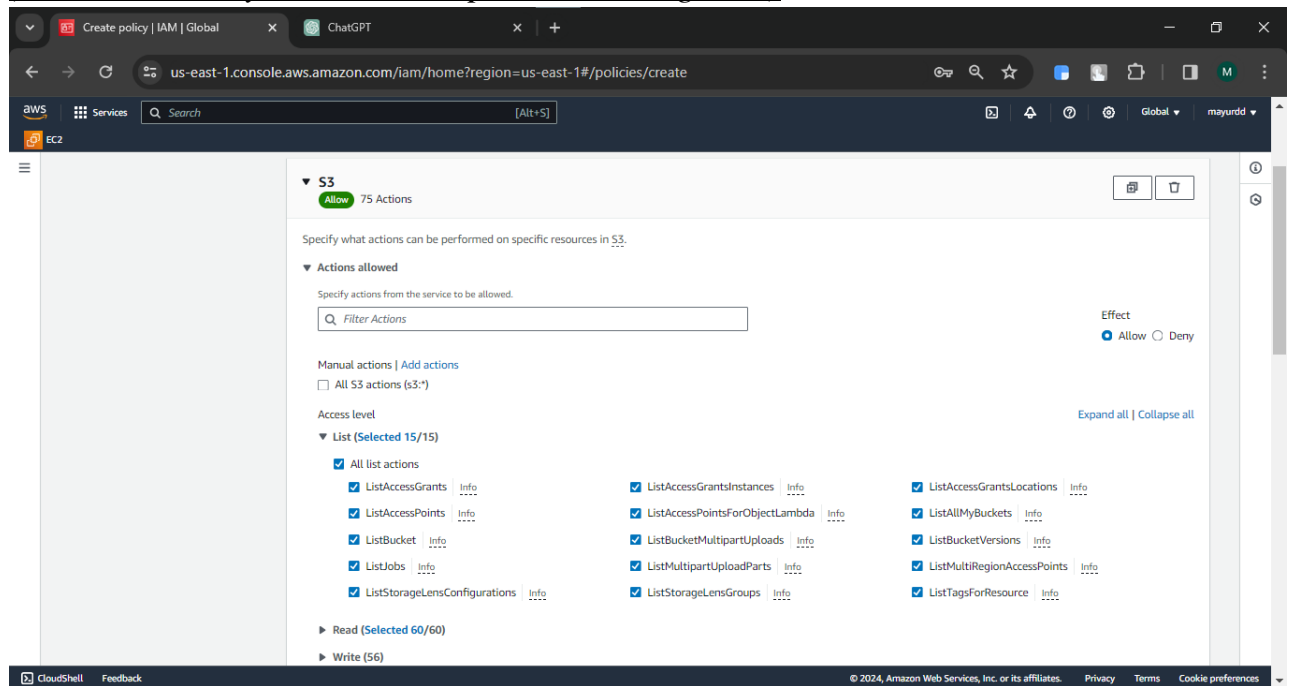 Create policy | IAM | Global
ChatGPT
us-east-1.console.aws.amazon.com/iam/home?region=us-east-1#/policies/create
M
aws Services Search [Alt+S] Global mayurdd
EC2
S3
Allow 75 Actions
Specify what actions can be performed on specific resources in S3.
Actions allowed
Specify actions from the service to be allowed.
Filter Actions
Effect
Allow Deny
Manual actions | Add actions
All S3 actions (s3:*)
Access level Expand all | Collapse all
List (Selected 15/15)
All list actions
ListAccessGrants Info ListAccessGrantsInstances Info ListAccessGrantsLocations Info
ListAccessPoints Info ListAccessPointsForObjectLambda Info ListAllMyBuckets Info
ListBucket Info ListBucketMultipartUploads Info ListBucketVersions Info
ListJobs Info ListMultipartUploadParts Info ListMultiRegionAccessPoints Info
ListStorageLensConfigurations Info ListStorageLensGroups Info ListTagsForResource Info
Read (Selected 60/60)
Write (56)
CloudShell Feedback © 2024, Amazon Web Services, Inc. or its affiliates. Privacy Terms Cookie preferences